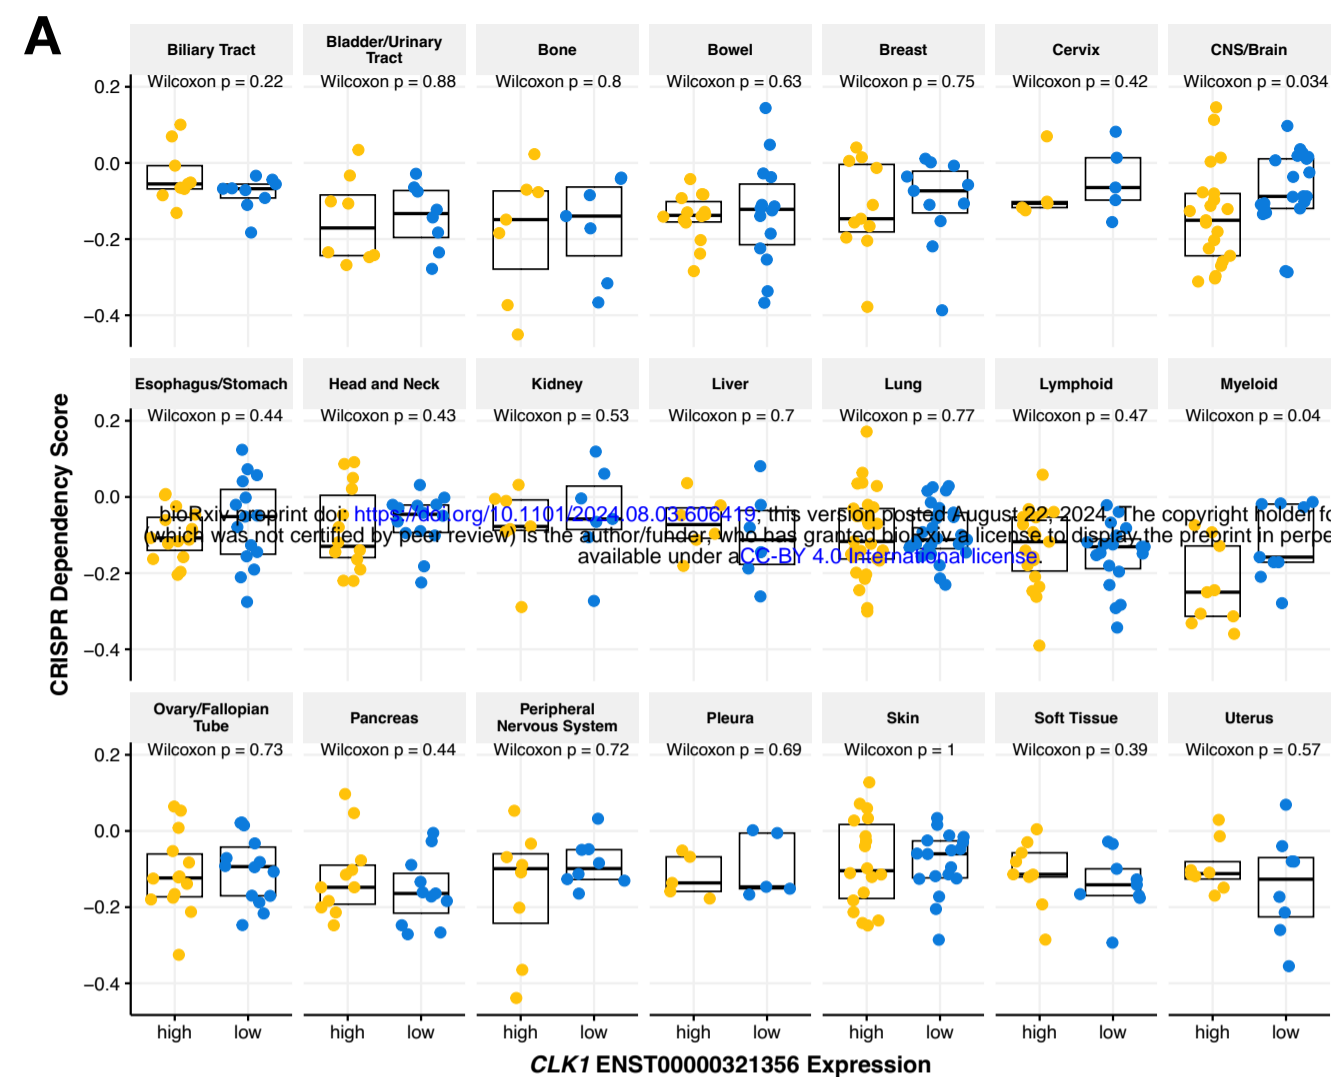 A
Biliary Tract
Bladder/Urinary
Tract
Bone
Bowel
Breast
Cervix
CNS/Brain
Wilcoxon p = 0.22
Wilcoxon p = 0.88
Wilcoxon p = 0.8
Wilcoxon p = 0.63
Wilcoxon p = 0.75
Wilcoxon p = 0.42
Wilcoxon p = 0.034
0.2
0.0
−0.2
−0.4
Esophagus/Stomach
Head and Neck
Kidney
Liver
Lung
Lymphoid
Myeloid
Wilcoxon p = 0.44
Wilcoxon p = 0.43
Wilcoxon p = 0.53
Wilcoxon p = 0.7
Wilcoxon p = 0.77
Wilcoxon p = 0.47
Wilcoxon p = 0.04
0.2
0.0
−0.2
−0.4
CRISPR Dependency Score
bioRxiv preprint doi: https://doi.org/10.1101/2024.08.03.606419; this version posted August 22, 2024. The copyright holder fo
(which was not certified by peer review) is the author/funder, who has granted bioRxiv a license to display the preprint in perpe
available under aCC-BY 4.0 International license.
Ovary/Fallopian
Tube
Pancreas
Peripheral
Nervous System
Pleura
Skin
Soft Tissue
Uterus
Wilcoxon p = 0.73
Wilcoxon p = 0.44
Wilcoxon p = 0.72
Wilcoxon p = 0.69
Wilcoxon p = 1
Wilcoxon p = 0.39
Wilcoxon p = 0.57
0.2
0.0
−0.2
−0.4
high low
high low
high low
high low
high low
high low
high low
CLK1 ENST00000321356 Expression